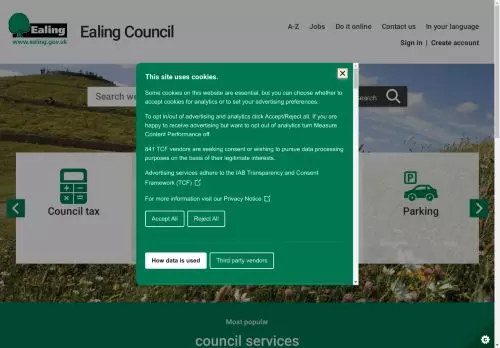 Ealing
www.ealing.gov.uk
Ealing Council
A-Z Jobs Do it online Contact us In your language
Sign in | Create account
Search we
search
This site uses cookies.
Some cookies on this website are essential, but you can choose whether to
accept cookies for analytics or to set your advertising preferences.
To opt in/out of advertising and analytics click Accept/Reject all. If you are
happy to receive advertising but want to opt out of analytics turn Measure
Content Performance off
841 TCF vendors are seeking consent or wishing to pursue data processing
purposes on the basis of their legitimate interests.
Advertising services adhere to the IAB Transparency and Consent
Framework (TCF)
For more information visit our Privacy Notice
Accept All
Reject All
How data is used
Third party vendors
Council tax
P
Parking
Most popular
council services